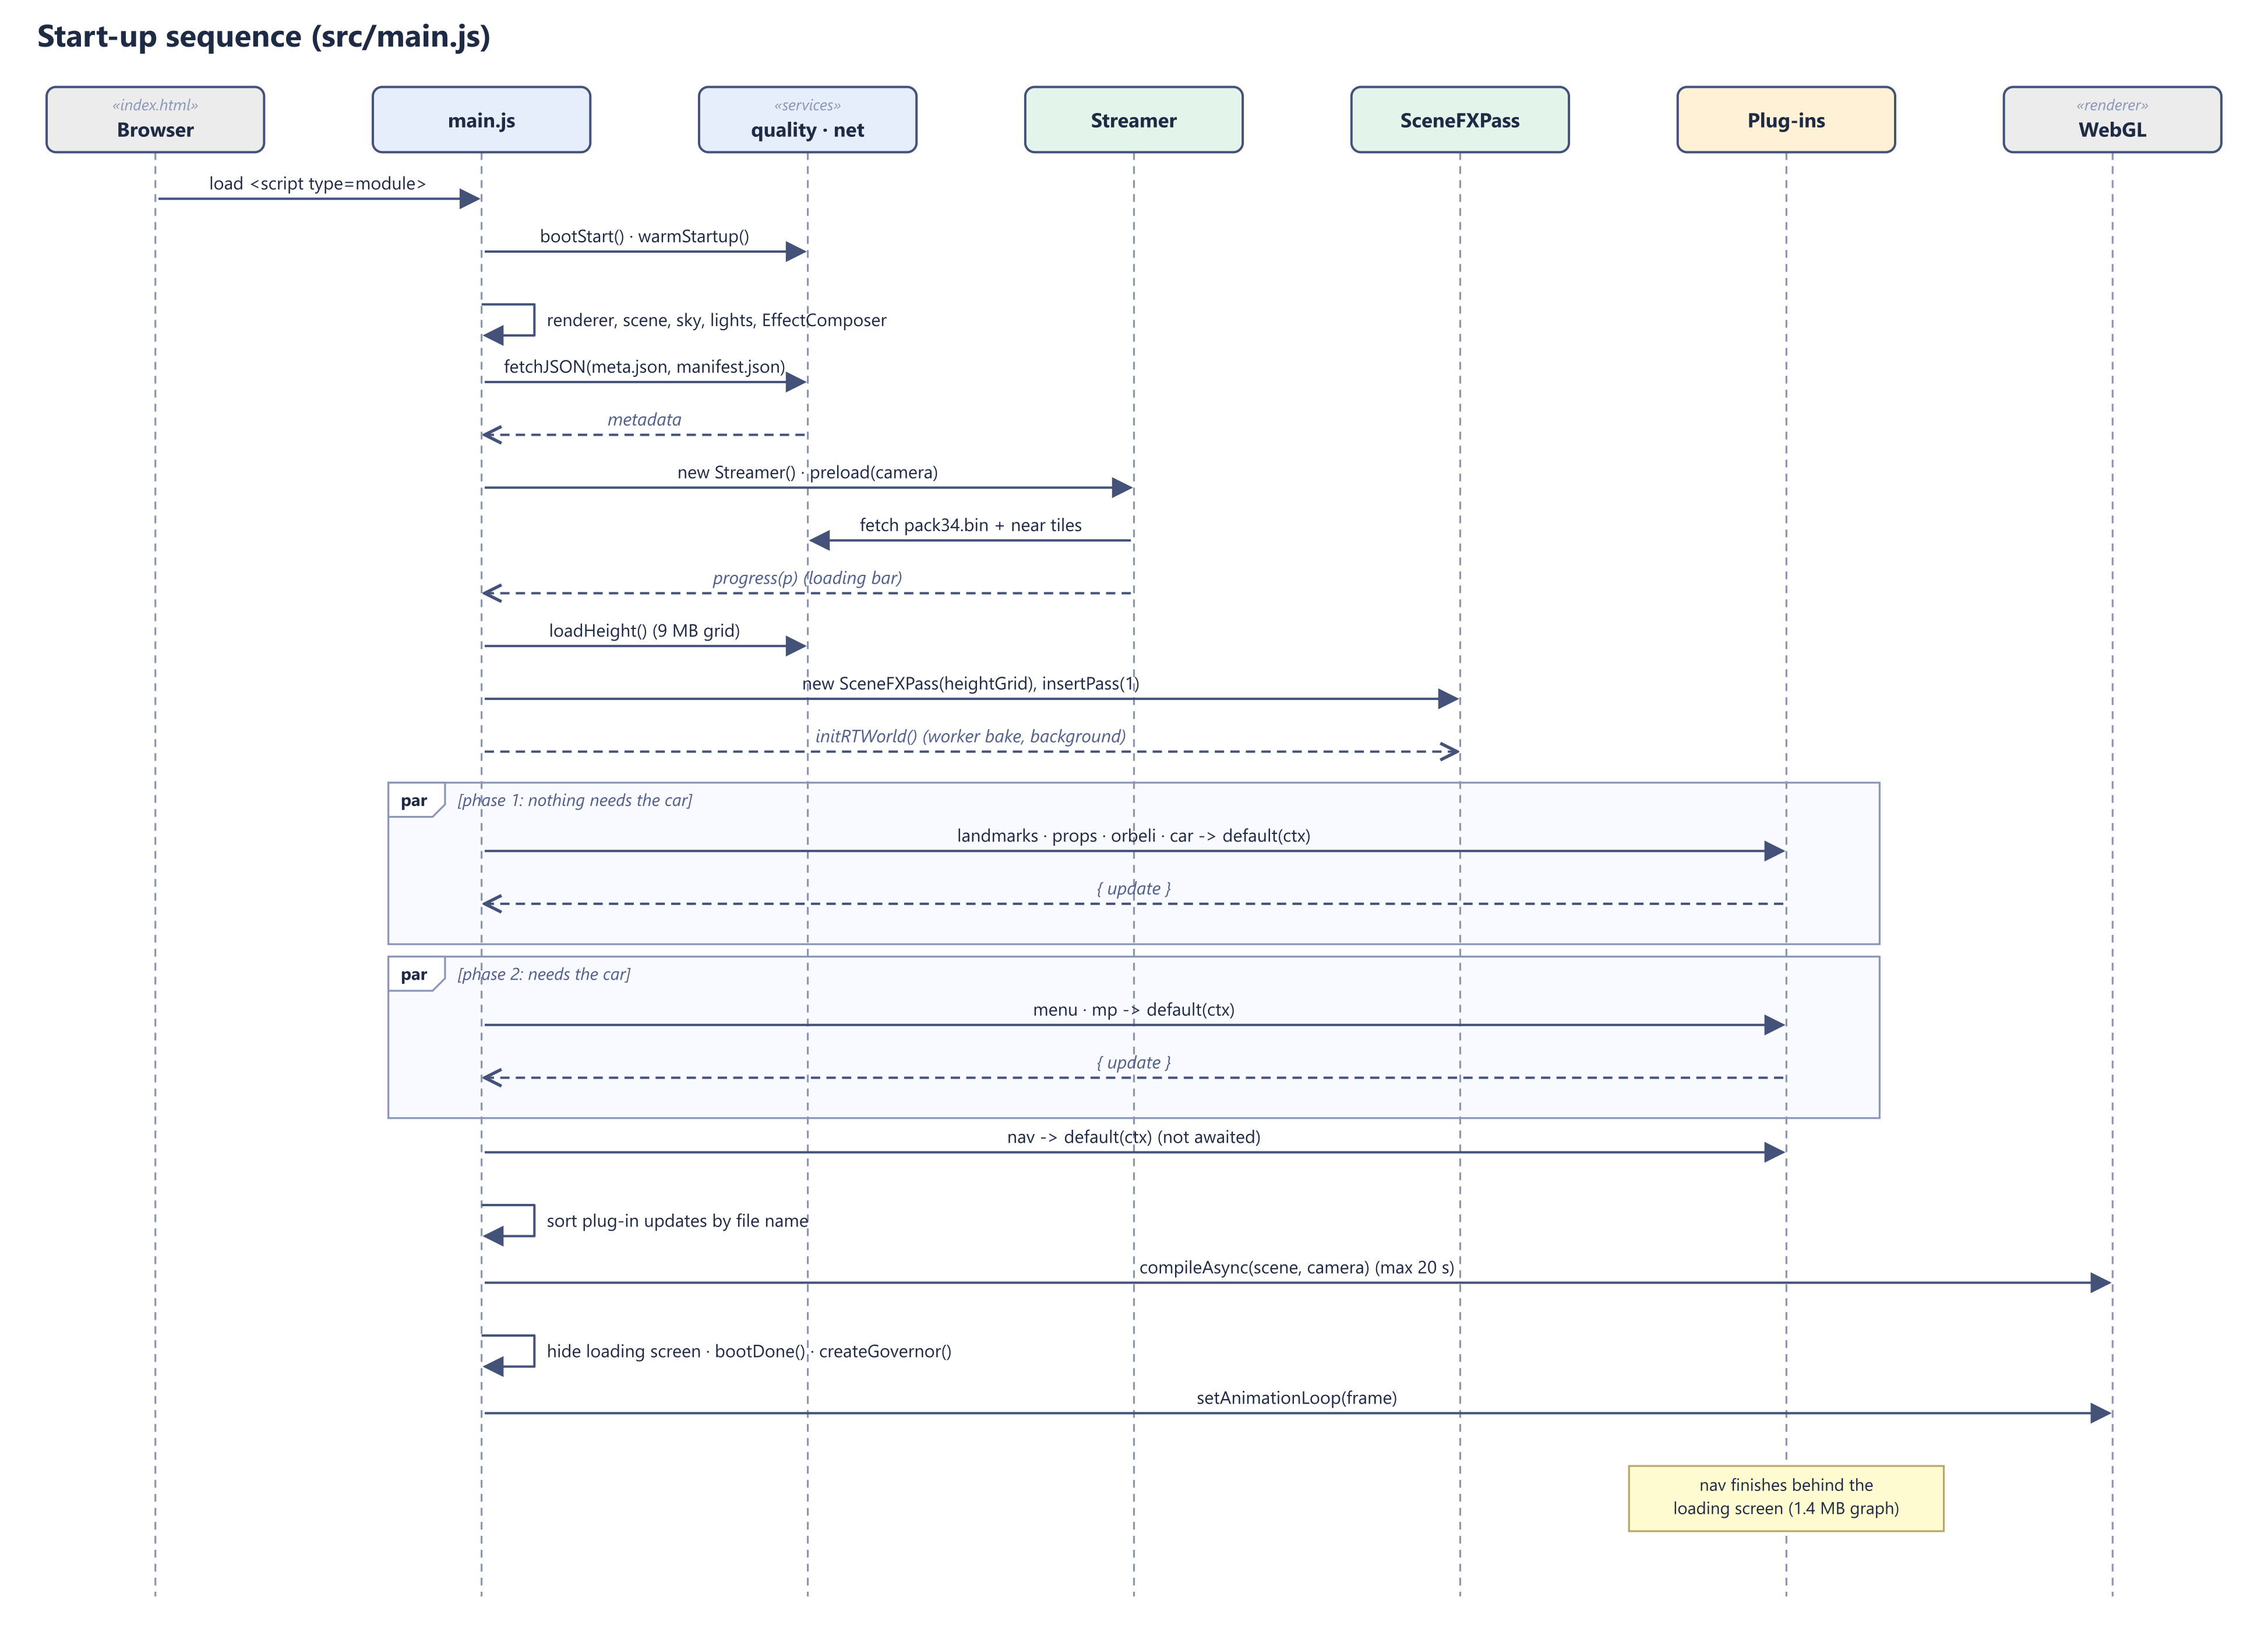 Start-up sequence (src/main.js)
«index.html»
Browser
main.js
«services»
quality · net
Streamer
SceneFXPass
Plug-ins
«renderer»
WebGL
load <script type=module>
bootStart() · warmStartup()
renderer, scene, sky, lights, EffectComposer
fetchJSON(meta.json, manifest.json)
metadata
new Streamer() · preload(camera)
fetch pack34.bin + near tiles
progress(p) (loading bar)
loadHeight() (9 MB grid)
new SceneFXPass(heightGrid), insertPass(1)
initRTWorld() (worker bake, background)
par [phase 1: nothing needs the car]
landmarks · props · orbeli · car -> default(ctx)
{ update }
par [phase 2: needs the car]
menu · mp -> default(ctx)
{ update }
nav -> default(ctx) (not awaited)
sort plug-in updates by file name
compileAsync(scene, camera) (max 20 s)
hide loading screen · bootDone() · createGovernor()
setAnimationLoop(frame)
nav finishes behind the
loading screen (1.4 MB graph)